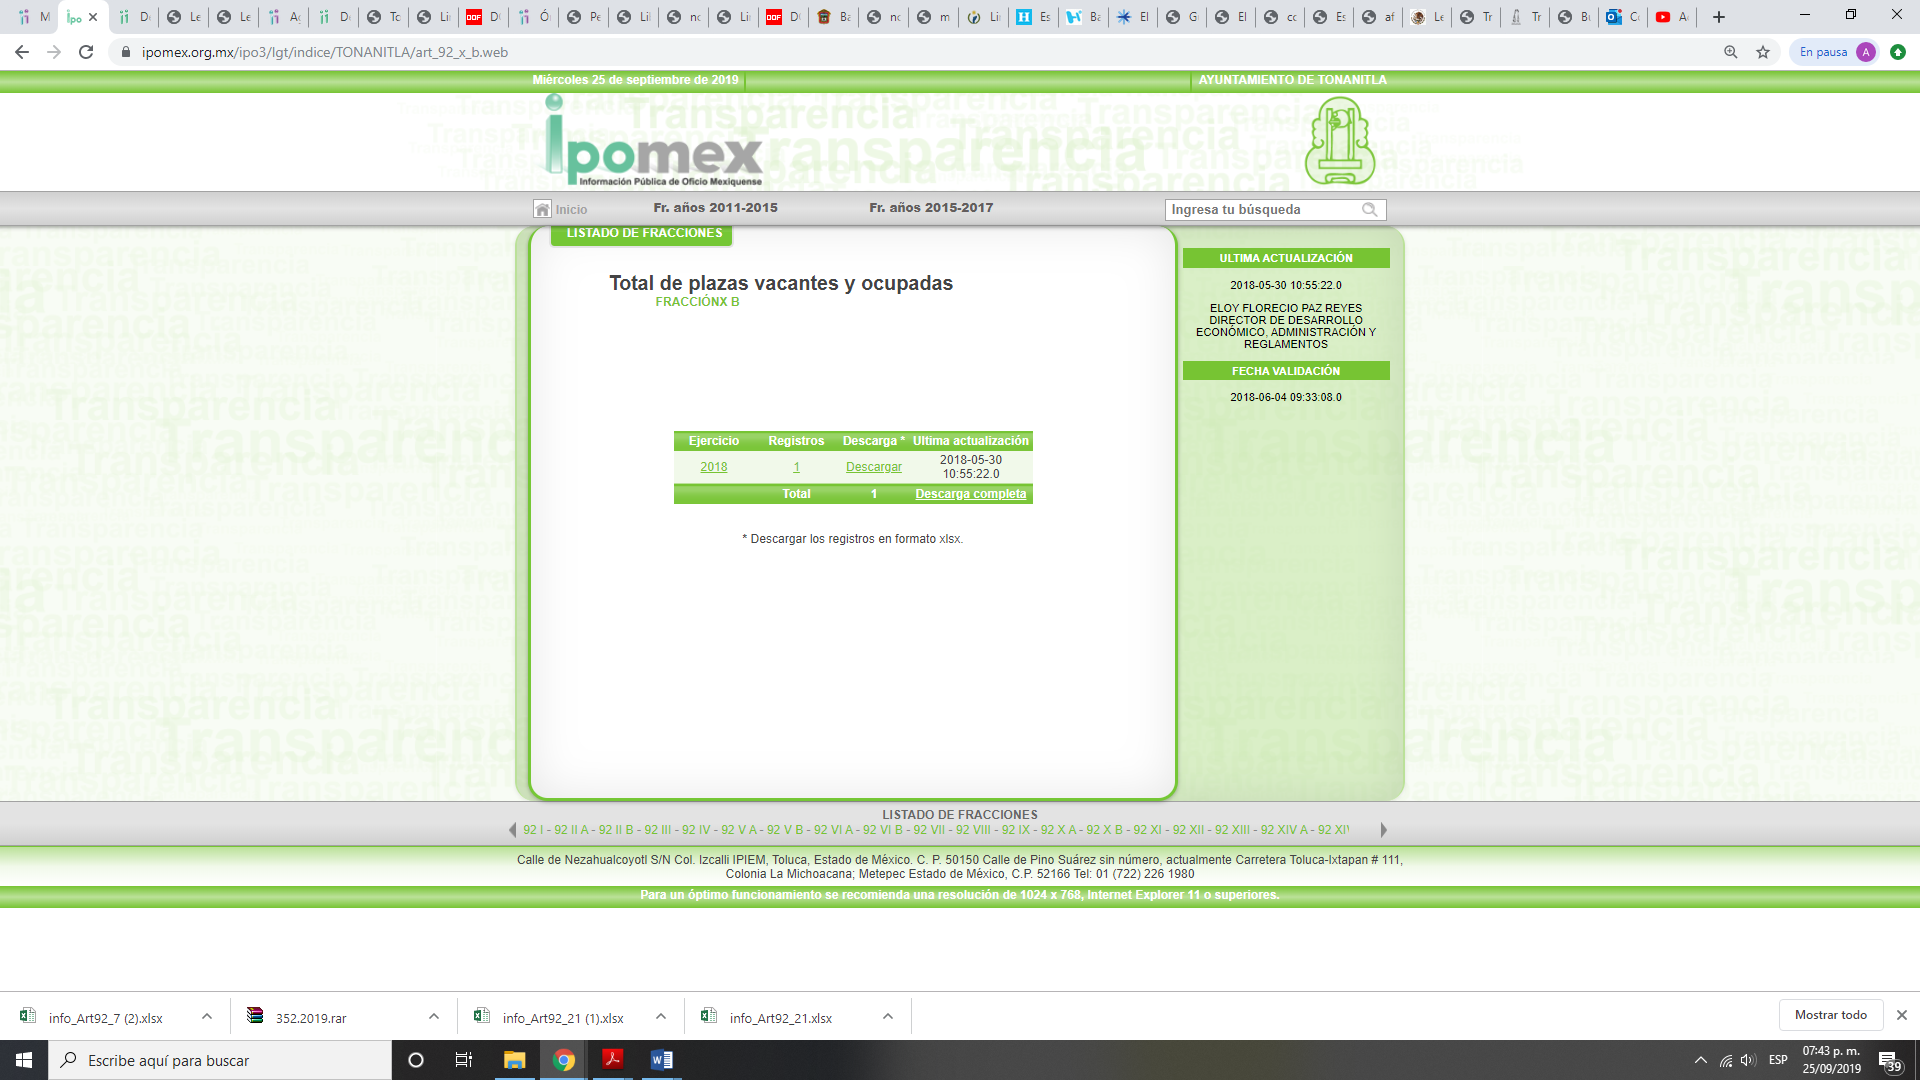 ipomex.org.mx/ipo3/lgt/indice/TONANITLA/art_92_x_b.web
En pausa
A
Miércoles 25 de septiembre de 2019
AYUNTAMIENTO DE TONANITLA
ipomex
Información Pública de Oficio Mexiquense
Inicio
Fr. años 2011-2015
Fr. años 2015-2017
Ingresa tu búsqueda
LISTADO DE FRACCIONES
Total de plazas vacantes y ocupadas
FRACCIÓNX B
ULTIMA ACTUALIZACIÓN
2018-05-30 10:55:22.0
ELOY FLORECIO PAZ REYES
DIRECTOR DE DESARROLLO
ECONÓMICO, ADMINISTRACIÓN Y
REGLAMENTOS
FECHA VALIDACIÓN
2018-06-04 09:33:08.0
Ejercicio Registros Descarga * Ultima actualización
2018 1 Descargar 2018-05-30
10:55:22.0
Total 1 Descarga completa
* Descargar los registros en formato xlsx.
LISTADO DE FRACCIONES
92 I - 92 II A - 92 II B - 92 III - 92 IV - 92 V A - 92 V B - 92 VI A - 92 VI B - 92 VII - 92 VIII - 92 IX - 92 X A - 92 X B - 92 XI - 92 XII - 92 XIII - 92 XIV A - 92 XIV
Calle de Nezahualcoyotl S/N Col. Izcalli IPIEM, Toluca, Estado de México. C. P. 50150 Calle de Pino Suárez sin número, actualmente Carretera Toluca-Ixtapan # 111,
Colonia La Michoacana; Metepec Estado de México, C.P. 52166 Tel: 01 (722) 226 1980
Para un óptimo funcionamiento se recomienda una resolución de 1024 x 768, Internet Explorer 11 o superiores.
info_Art92_7 (2).xlsx
352.2019.rar
info_Art92_21 (1).xlsx
info_Art92_21.xlsx
Mostrar todo
Escribe aquí para buscar
ESP
07:43 p. m.
25/09/2019
39